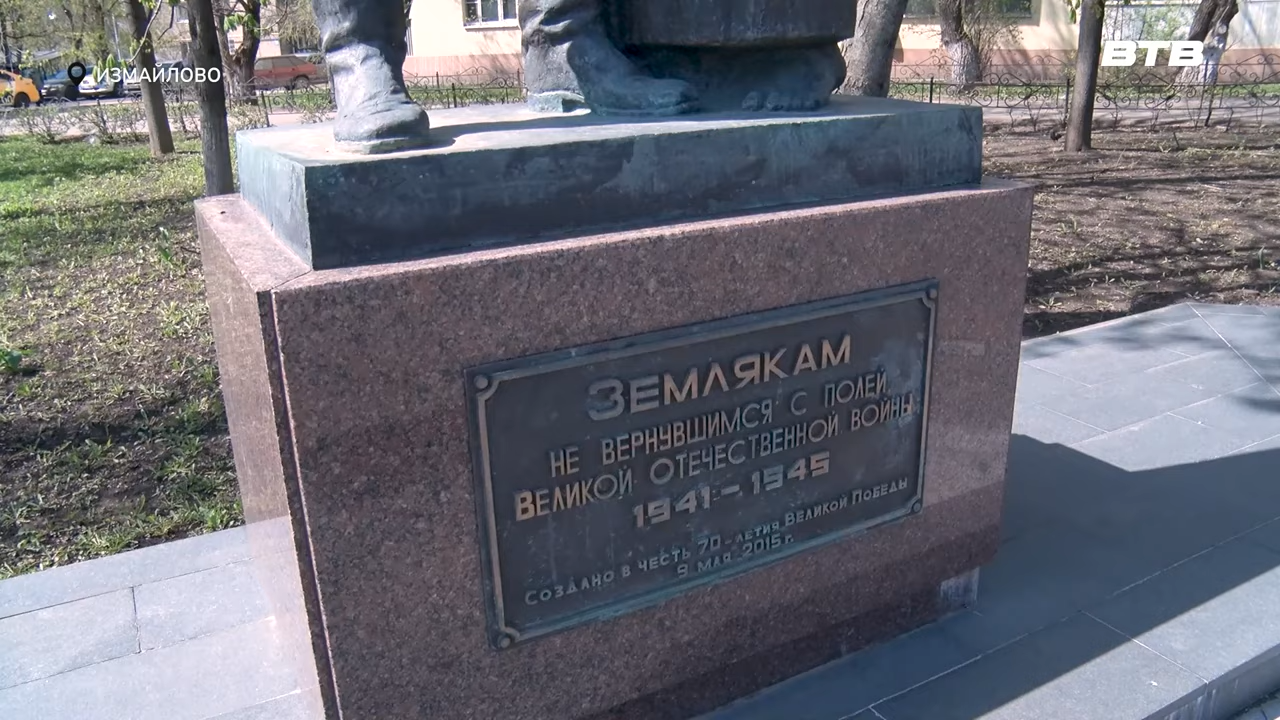 ИЗМАЙЛОВО
ВТВ
ЗЕМЛЯКАМ
НЕ ВЕРНУВШИМСЯ С ПОЛЕЙ
ВЕЛИКОЙ ОТЕЧЕСТВЕННОЙ ВОЙНЫ
1941 – 1945
СОЗДАНО В ЧЕСТЬ 70-ЛЕТИЯ ВЕЛИКОЙ ПОБЕДЫ
9 МАЯ 2015 г.